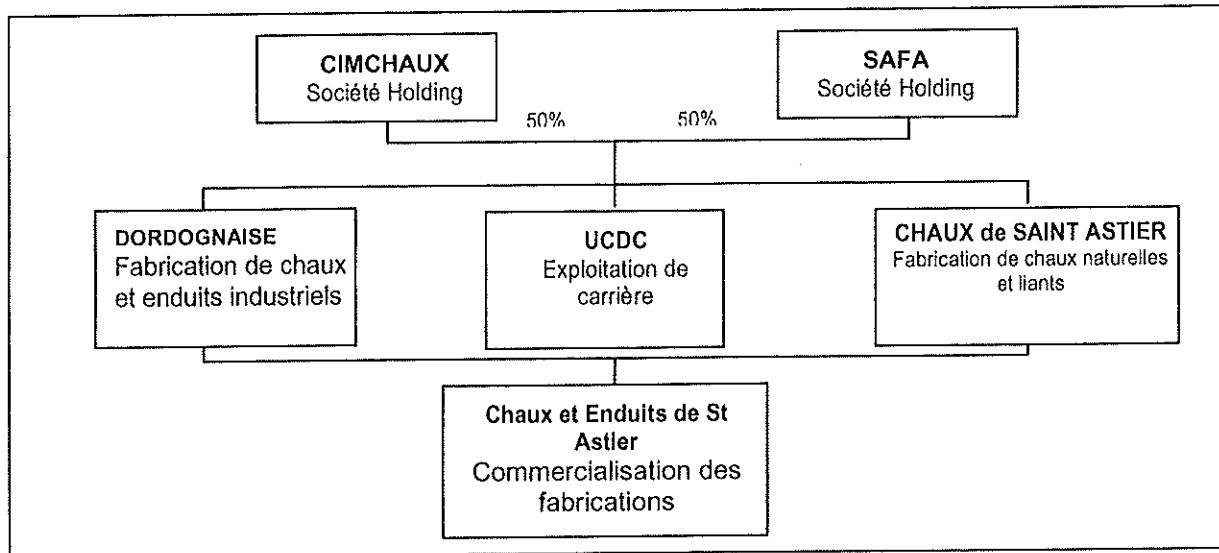 CIMCHAUX
Société Holding
SAFA
Société Holding
50%
50%
DORDOGNAISE
Fabrication de chaux
et enduits industriels
UCDC
Exploitation de
carrière
CHAUX de SAINT ASTIER
Fabrication de chaux naturelles
et liants
Chaux et Enduits de St
Astier
Commercialisation des
fabrications